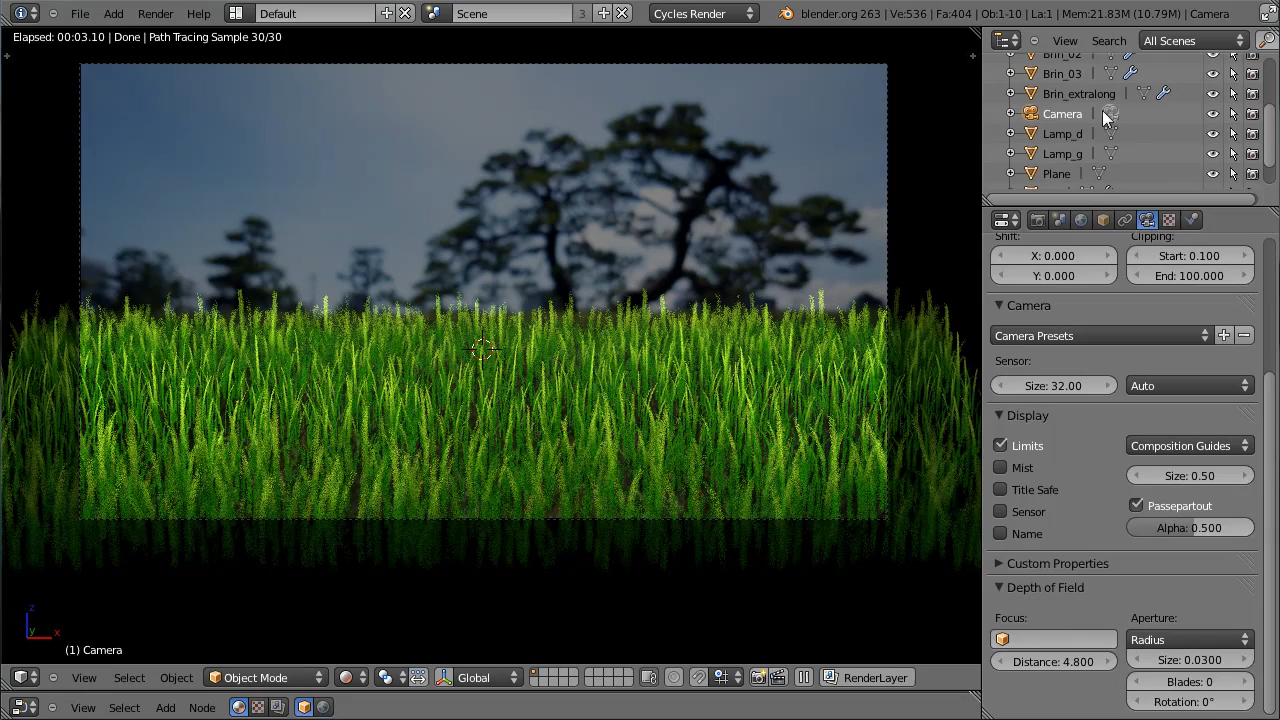 File Add Render Help Default Scene 3 Cycles Render blender.org 263 | Ve:536 | Fa:404 | Ob:1-10 | La:1 | Mem:21.83M (10.79M) | Camera
Elapsed: 00:03.10 | Done | Path Tracing Sample 30/30
View Search All Scenes
Brin_02
Brin_03
Brin_extralong
Camera
Lamp_d
Lamp_g
Plane
Shift: Clipping:
X: 0.000 Start: 0.100
Y: 0.000 End: 100.000
Camera
Camera Presets
Sensor:
Size: 32.00 Auto
Display
Limits Composition Guides
Mist Size: 0.50
Title Safe
Sensor Passepartout
Name Alpha: 0.500
Custom Properties
Depth of Field
Focus: Aperture:
Radius
Distance: 4.800 Size: 0.0300
Blades: 0
Rotation: 0°
z
y x
(1) Camera
View Select Object Object Mode Global RenderLayer
View Select Add Node